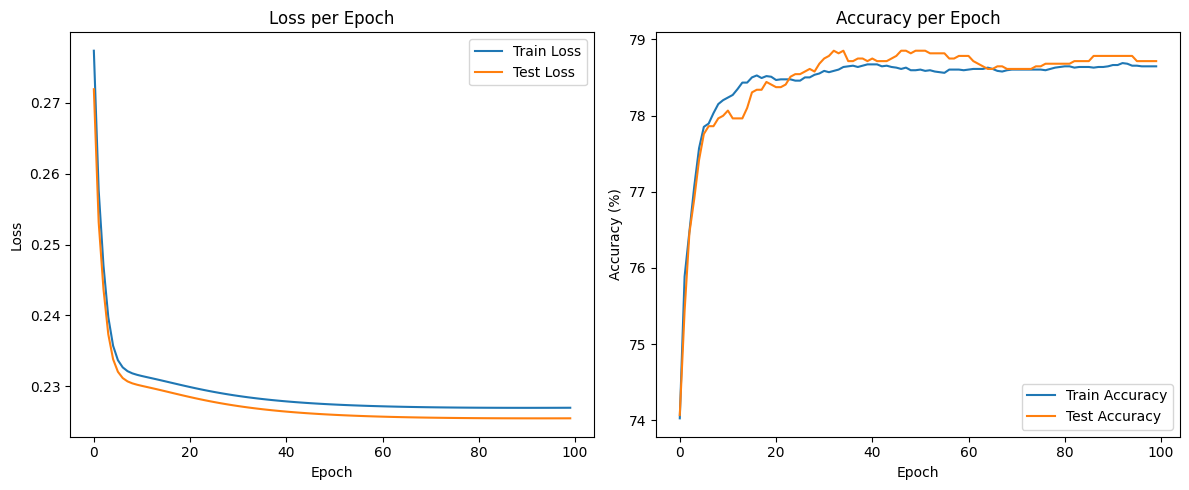 Loss per Epoch
Train Loss
Test Loss
0.27
0.26
0.25
0.24
0.23
Loss
0 20 40 60 80 100
Epoch
Accuracy per Epoch
79
78
77
76
75
74
Accuracy (%)
Train Accuracy
Test Accuracy
0 20 40 60 80 100
Epoch